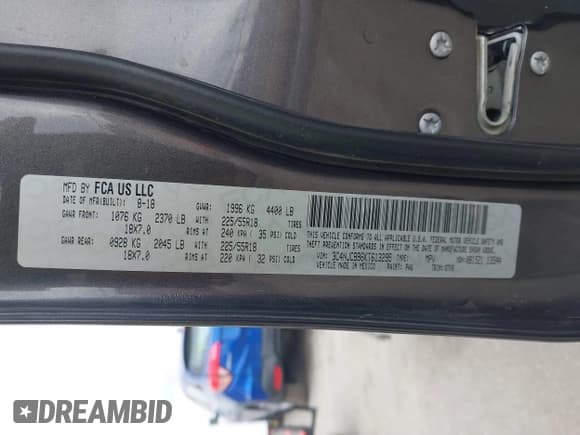 MFD BY FCA US LLC
DATE OF MFR(BUILT): 8-18 GVWR: 1996 KG 4400 LB
GAWR FRONT: 1076 KG 2370 LB WITH 225/55R18
18X7.0 RIMS AT 240 KPA ( 35 PSI) COLD
GAWR REAR: 0928 KG 2045 LB WITH 225/55R18
18X7.0 RIMS AT 220 KPA ( 32 PSI) COLD
THIS VEHICLE CONFORMS TO ALL APPLICABLE U.S.A. FEDERAL MOTOR VEHICLE SAFETY AND
THEFT PREVENTION STANDARDS IN EFFECT ON THE DATE OF MANUFACTURE SHOWN ABOVE.
VIN: TYPE: MPV
VEHICLE MADE IN MEXICO PAINT: PAU
DREAMBID